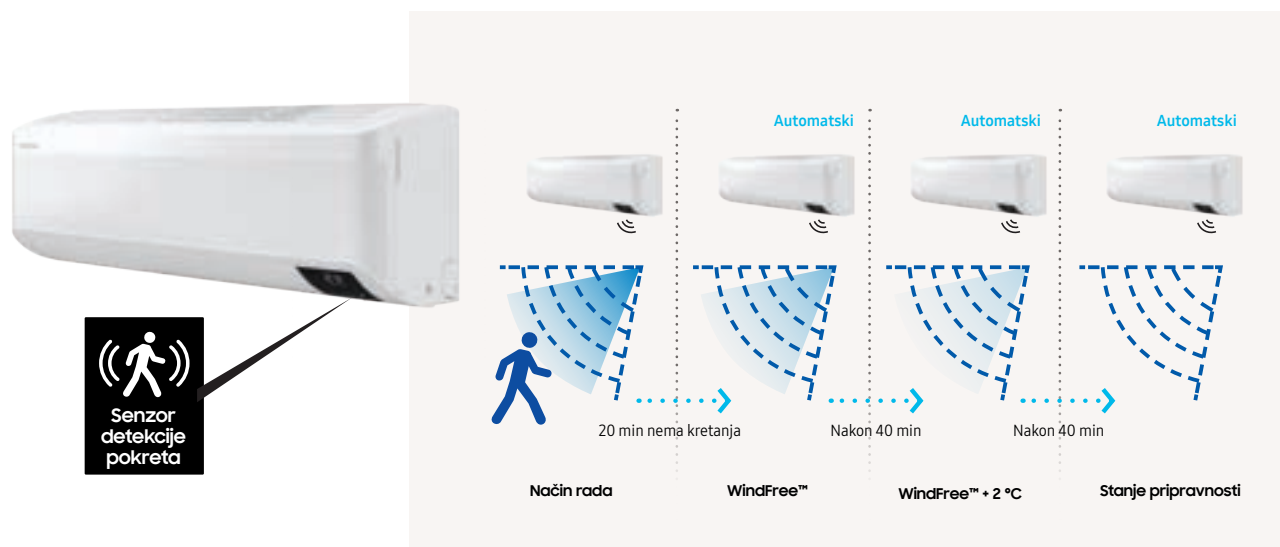 Automatski
Automatski
Automatski
Senzor
detekcije
pokreta
20 min nema kretanja
Nakon 40 min
Nakon 40 min
Način rada
WindFree™
WindFree™ + 2 °C
Stanje pripravnosti